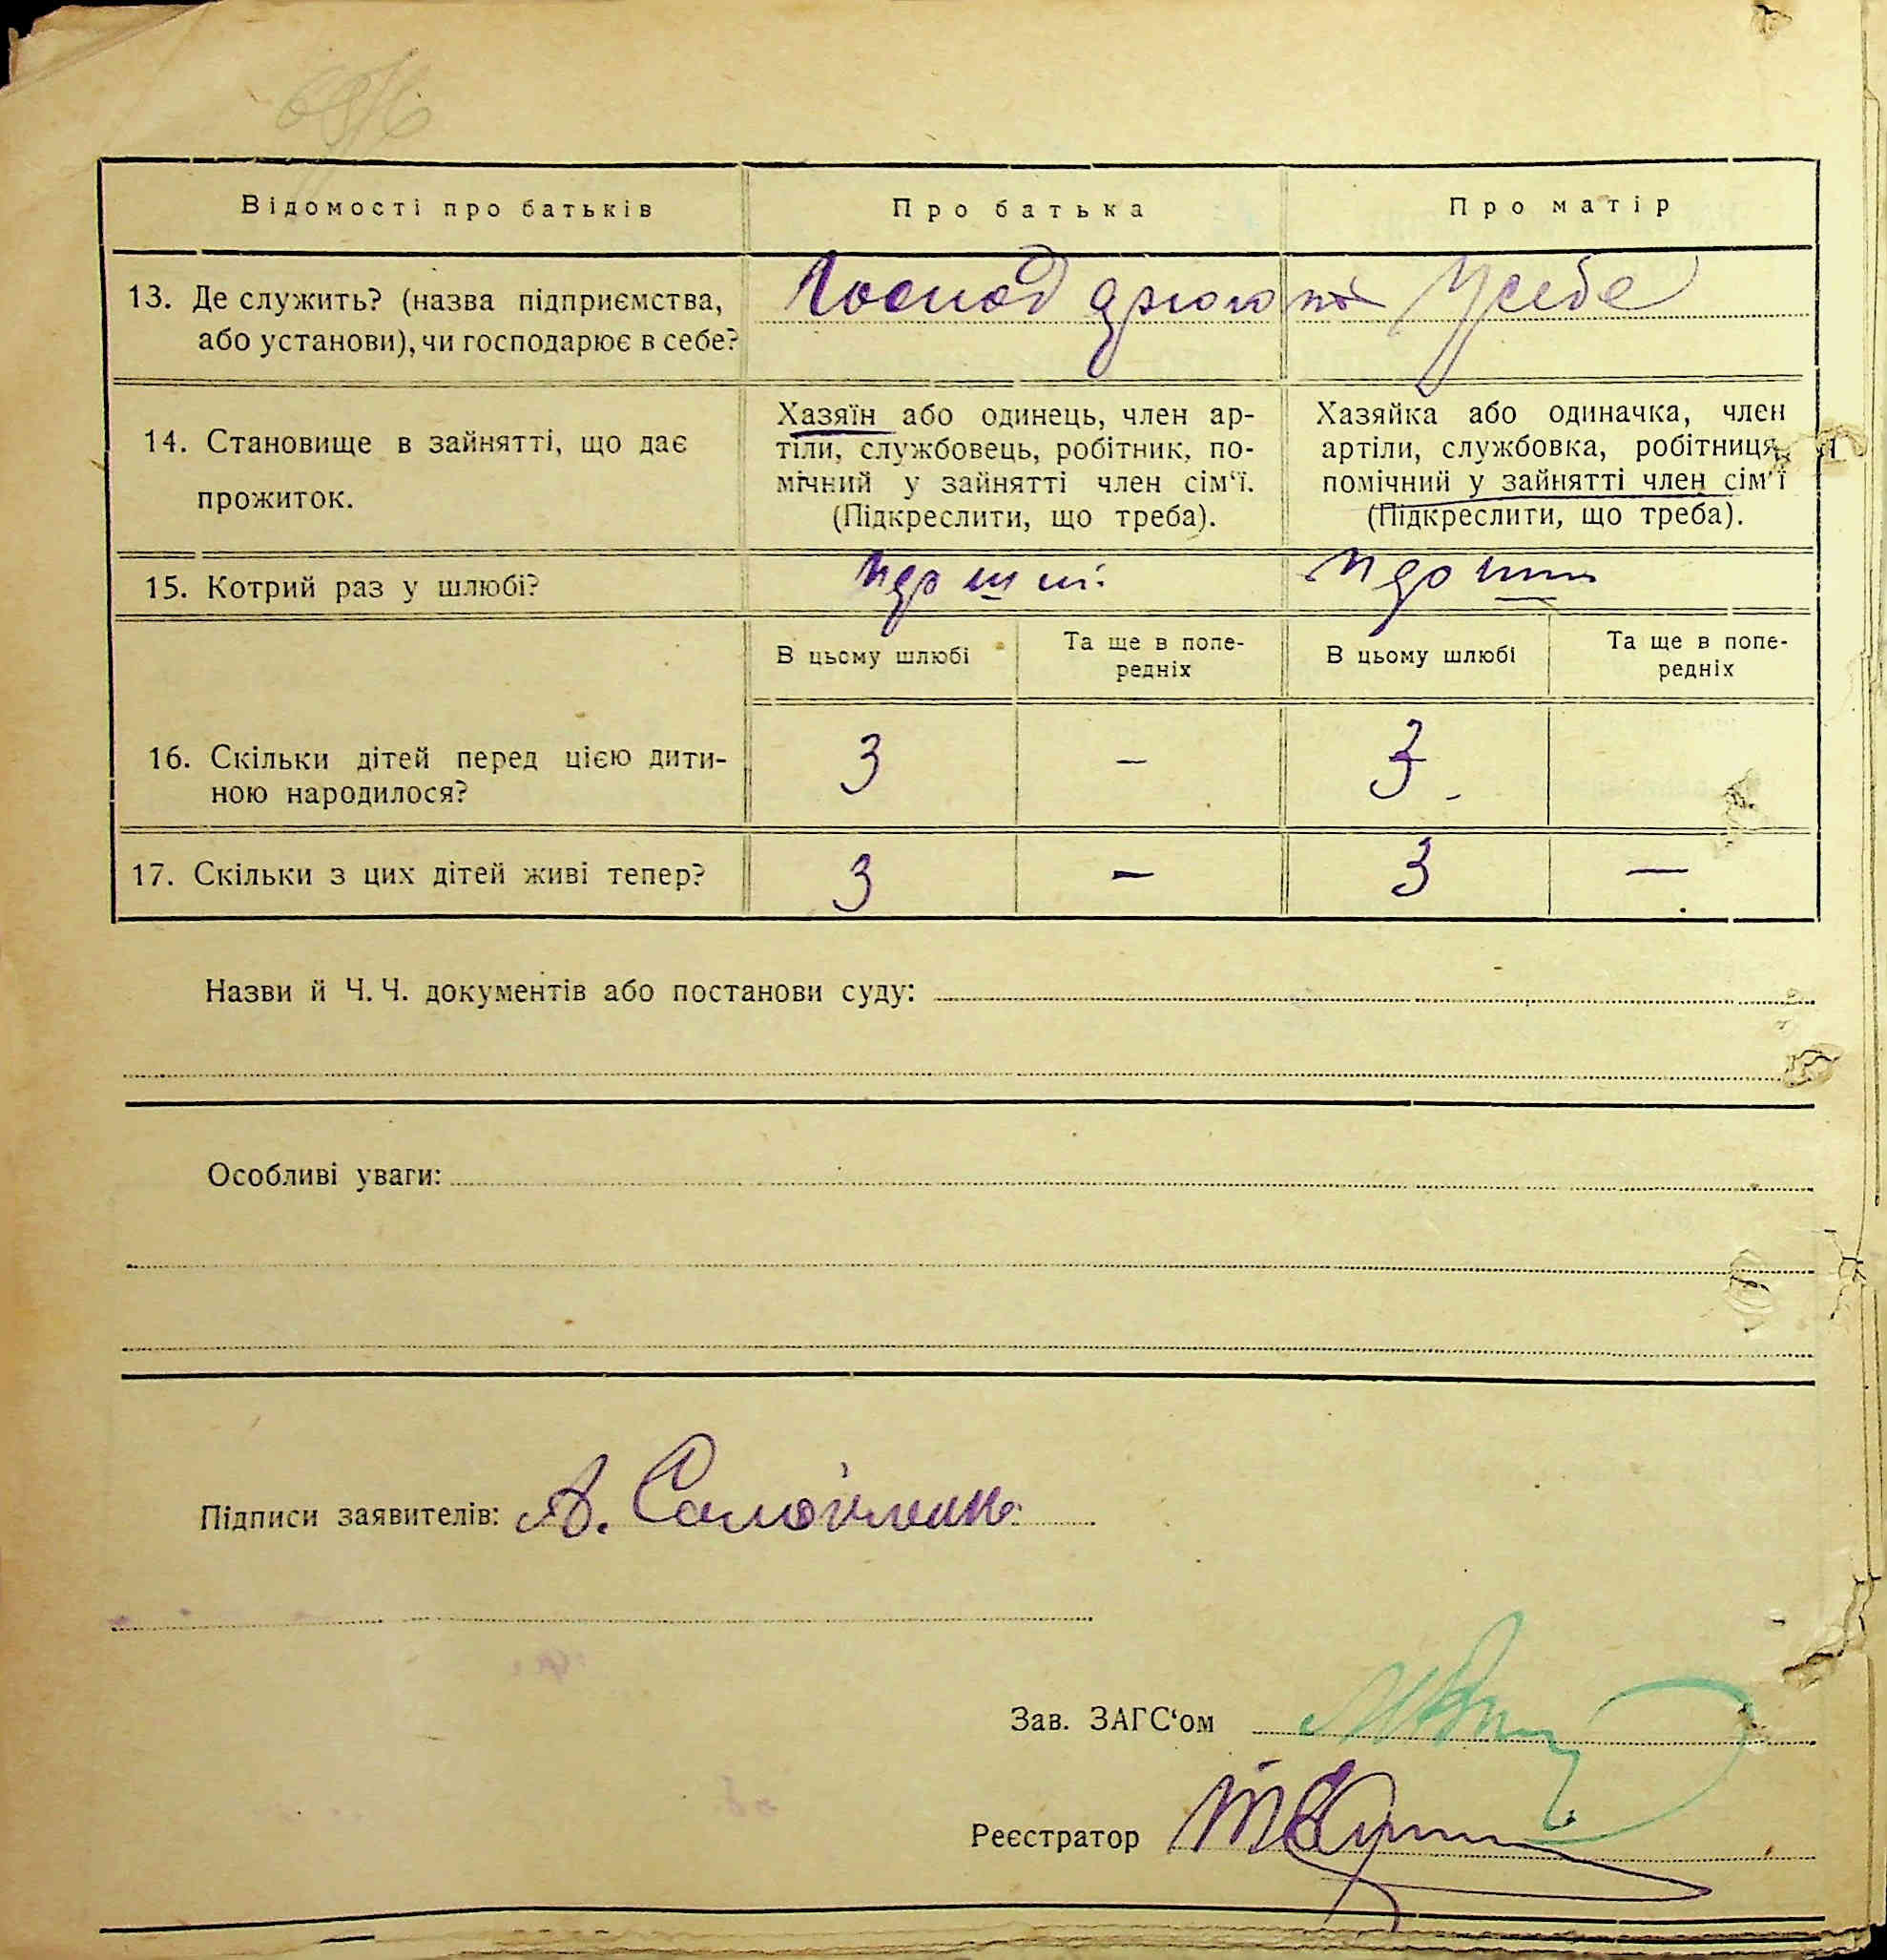 Відомості про батьків Про батька Про матір
13. Де служить? (назва підприємства,
або установи), чи господарює в себе?
У себе
14. Становище в зайнятті, що дає
прожиток.
Хазяїн або одинець, член ар-
тіли, службовець, робітник, по-
мічний у зайнятті член сім‘ї.
(Підкреслити, що треба).
Хазяйка або одиначка, член
артіли, службовка, робітниця,
помічний у зайнятті член сім‘ї
(Підкреслити, що треба).
15. Котрий раз у шлюбі?
В цьому шлюбі
Та ще в попе-
редніх
В цьому шлюбі
Та ще в попе-
редніх
16. Скільки дітей перед цією дити-
ною народилося?
3 — 3
17. Скільки з цих дітей живі тепер? 3 — 3 —
Назви й Ч. Ч. документів або постанови суду:
Особливі уваги:
Підписи заявителів:
Зав. ЗАГС‘ом
Реєстратор